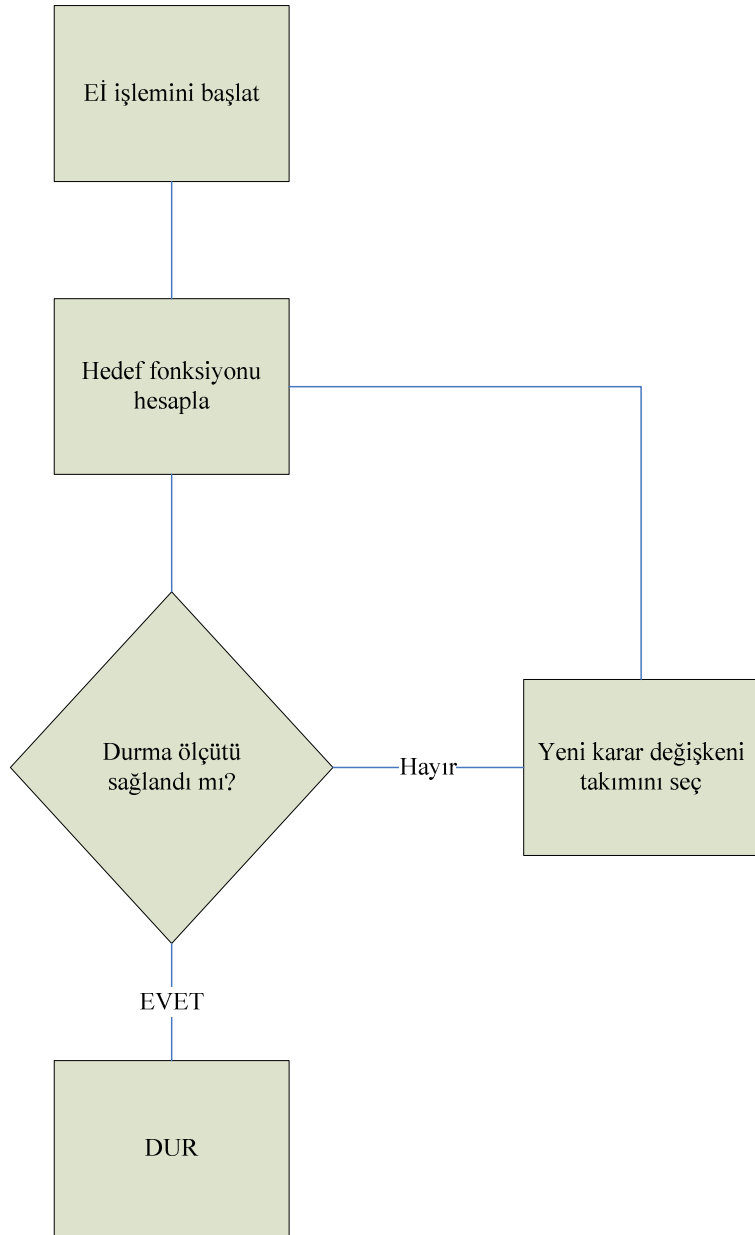 Eİ işlemini başlat
Hedef fonksiyonu
hesapla
Durma ölçütü
sağlandı mı?
Hayır
Yeni karar değişkeni
takımını seç
EVET
DUR